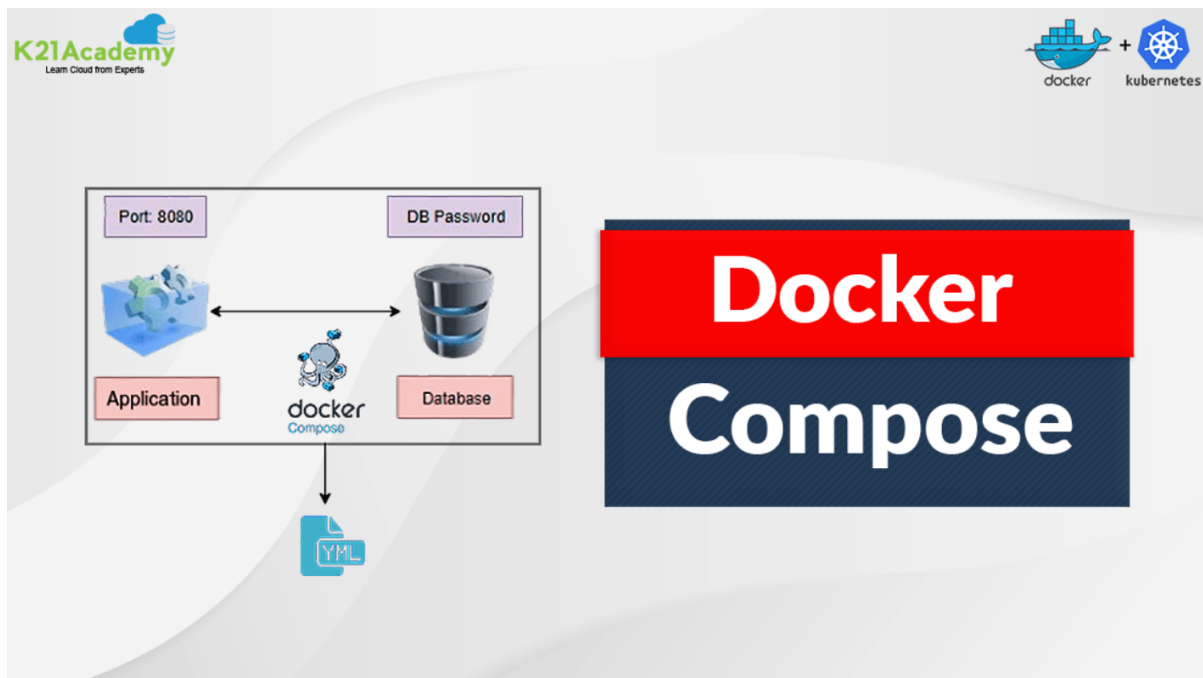 K21Academy
Learn Cloud from Experts
docker
+
kubernetes
Port: 8080
DB Password
Application
docker
Compose
Database
YML
Docker
Compose